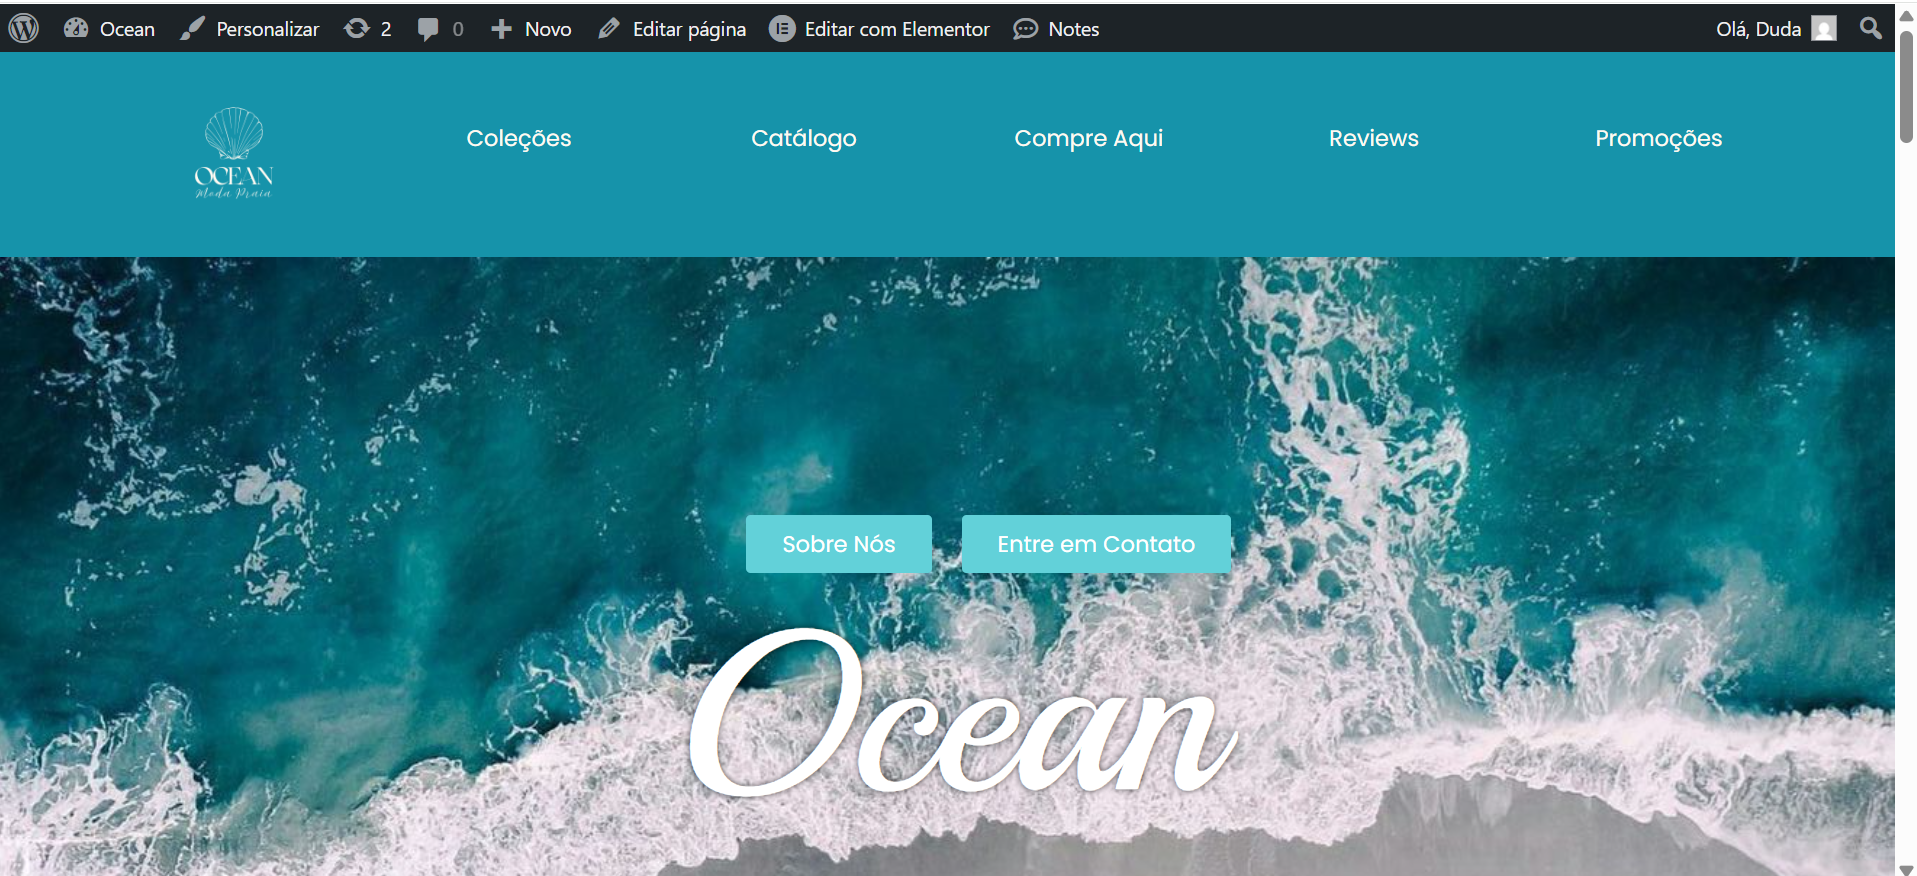 Ocean Personalizar 2 0 Novo Editar página Editar com Elementor Notes Olá, Duda
Coleções Catálogo Compre Aqui Reviews Promoções
OCEAN
Moda Praia
Sobre Nós Entre em Contato
Ocean